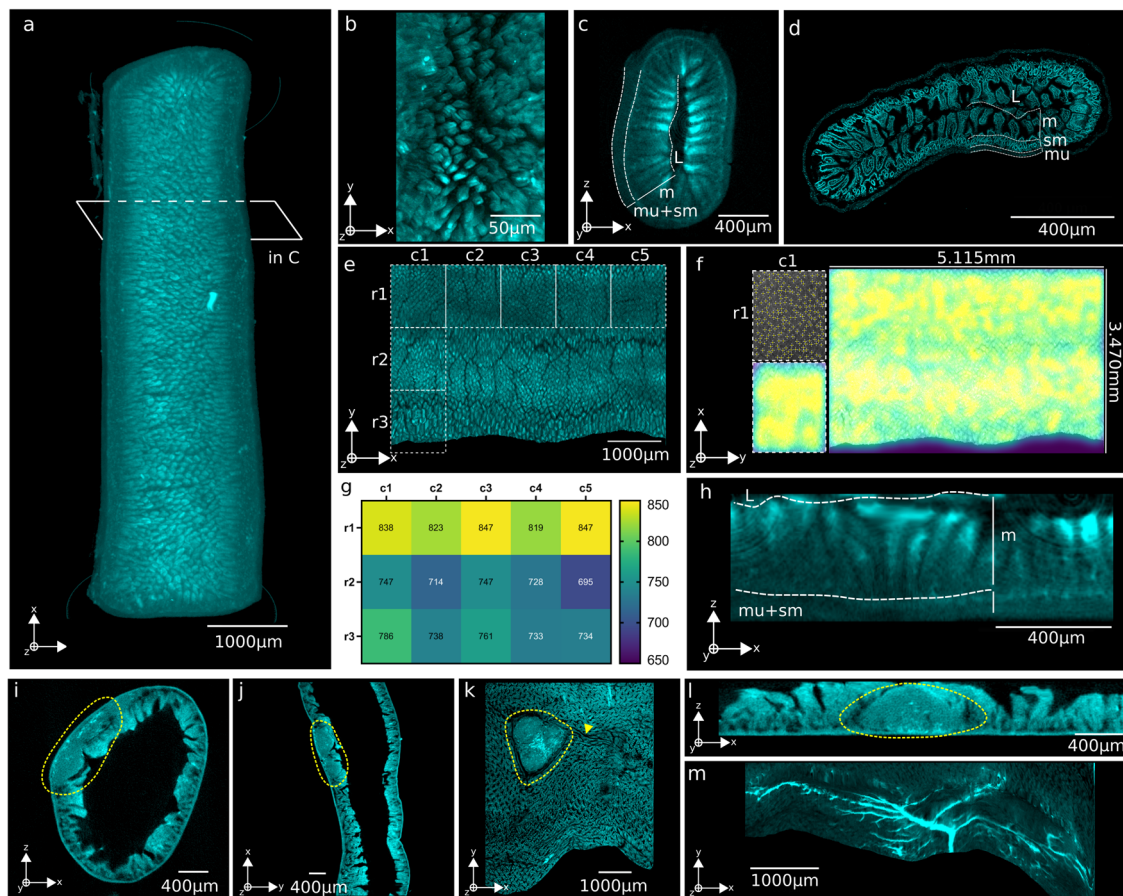 a
in C
x
z
1000µm
b
y
z
x
50µm
c
L
m
mu+sm
z
y
x
400µm
d
L
m
sm
mu
400µm
e
c1 c2 c3 c4 c5
r1
r2
r3
y
z
x
1000µm
f
c1
5.115mm
r1
3.470mm
x
z
y
g
c1 c2 c3 c4 c5
r1 838 823 847 819 847
r2 747 714 747 728 695
r3 786 738 761 733 734
850
800
750
700
650
h
L
m
mu+sm
z
y
x
400µm
i
z
y
x
400µm
j
x
z
y
400µm
k
y
z
x
1000µm
l
z
y
x
400µm
m
y
z
x
1000µm